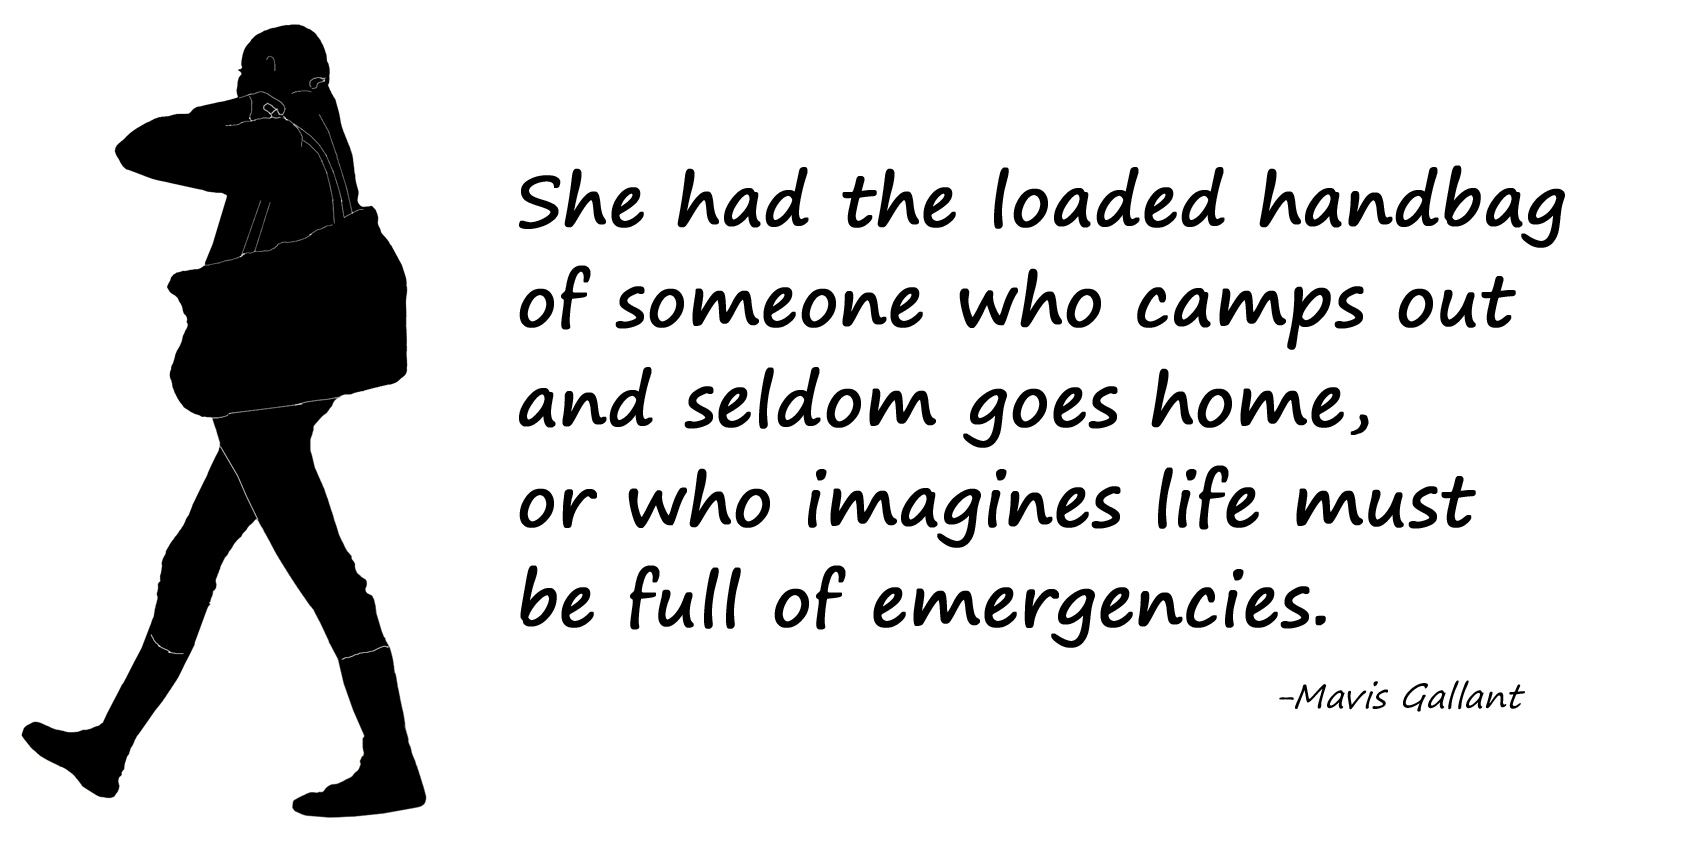 She had the loaded handbag
of someone who camps out
and seldom goes home,
or who imagines life must
be full of emergencies.
-Mavis Gallant